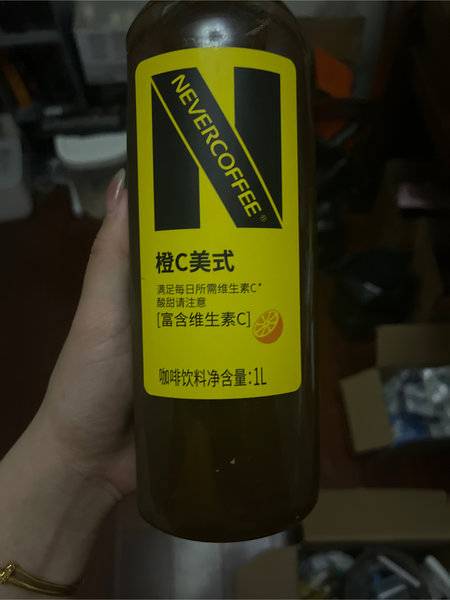 NEVERCOFFEE®
橙C美式
满足每日所需维生素C*
酸甜请注意
[富含维生素C]
咖啡饮料净含量:1L